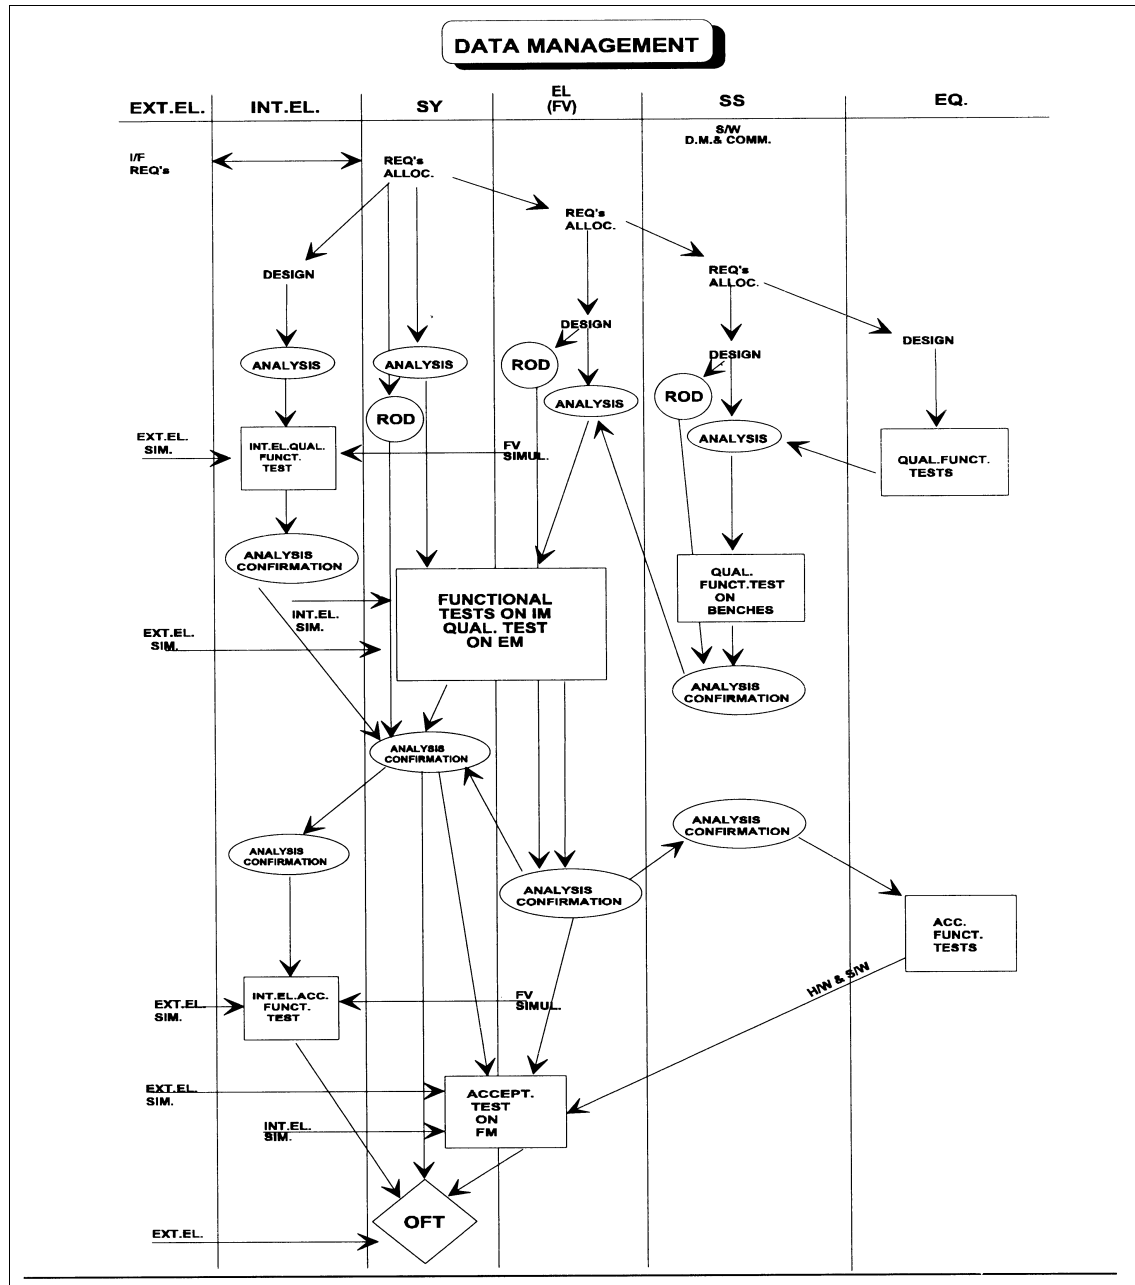 DATA MANAGEMENT
EXT.EL.
INT.EL.
SY
EL
(FV)
SS
EQ.
S/W
D.M.& COMM.
I/F
REQ's
REQ's
ALLOC.
REQ's
ALLOC.
REQ's
ALLOC.
DESIGN
DESIGN
DESIGN
DESIGN
ANALYSIS
ANALYSIS
ROD
ROD
ANALYSIS
ROD
ANALYSIS
EXT.EL.
SIM.
INT.EL.QUAL.
FUNCT.
TEST
FV
SIMUL.
QUAL.FUNCT.
TESTS
ANALYSIS
CONFIRMATION
QUAL.
FUNCT.TEST
ON
BENCHES
FUNCTIONAL
TESTS ON IM
QUAL. TEST
ON EM
INT.EL.
SIM.
EXT.EL.
SIM.
ANALYSIS
CONFIRMATION
ANALYSIS
CONFIRMATION
ANALYSIS
CONFIRMATION
ANALYSIS
CONFIRMATION
ANALYSIS
CONFIRMATION
ACC.
FUNCT.
TESTS
H/W & S/W
EXT.EL.
SIM.
INT.EL.ACC.
FUNCT.
TEST
FV
SIMUL.
EXT.EL.
SIM.
INT.EL.
SIM.
ACCEPT.
TEST
ON
FM
OFT
EXT.EL.